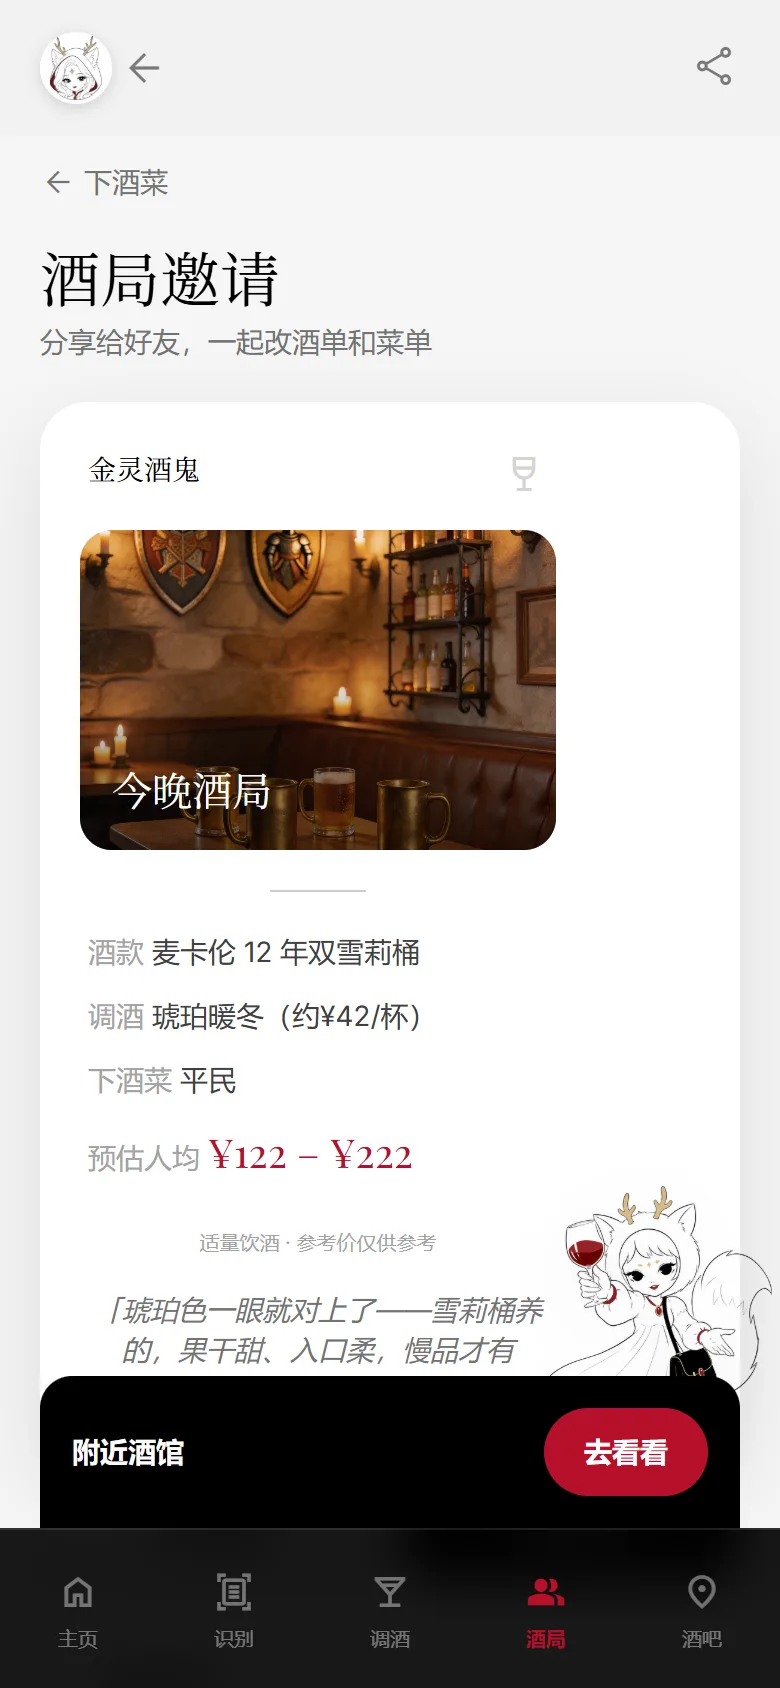 下酒菜
酒局邀请
分享给好友，一起改酒单和菜单
金灵酒鬼
今晚酒局
酒款 麦卡伦 12 年双雪莉桶
调酒 琥珀暖冬（约¥42/杯）
下酒菜 平民
预估人均 ¥122 – ¥222
适量饮酒 · 参考价仅供参考
「琥珀色一眼就对上了——雪莉桶养
的，果干甜、入口柔，慢品才有
附近酒馆
去看看
主页
识别
调酒
酒局
酒吧